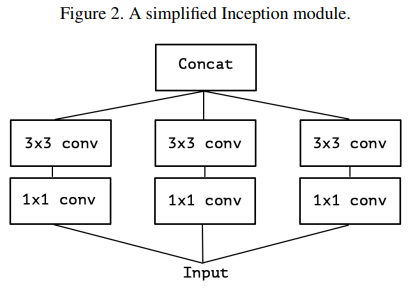 Figure 2. A simplified Inception module.
Concat
3x3 conv 3x3 conv 3x3 conv
1x1 conv 1x1 conv 1x1 conv
Input